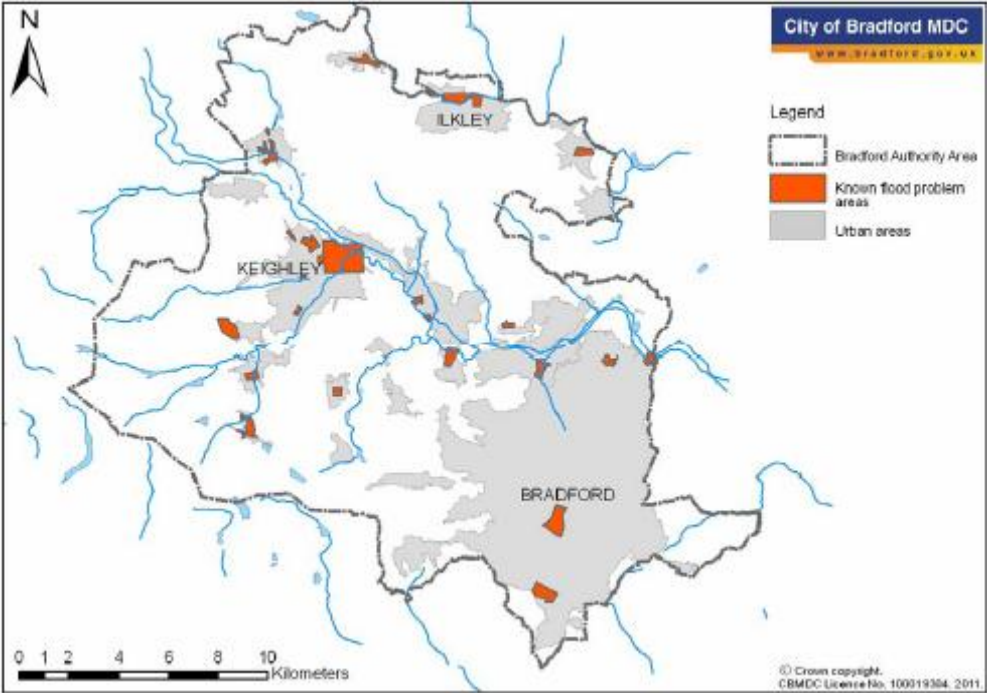 N
City of Bradford MDC
www.bradford.gov.uk
Legend
Bradford Authority Area
Known flood problem
areas
Urban areas
ILKLEY
KEIGHLEY
BRADFORD
0 1 2 4 6 8 10
Kilometers
© Crown copyright.
CBMDC Licence No. 100019304. 2011.